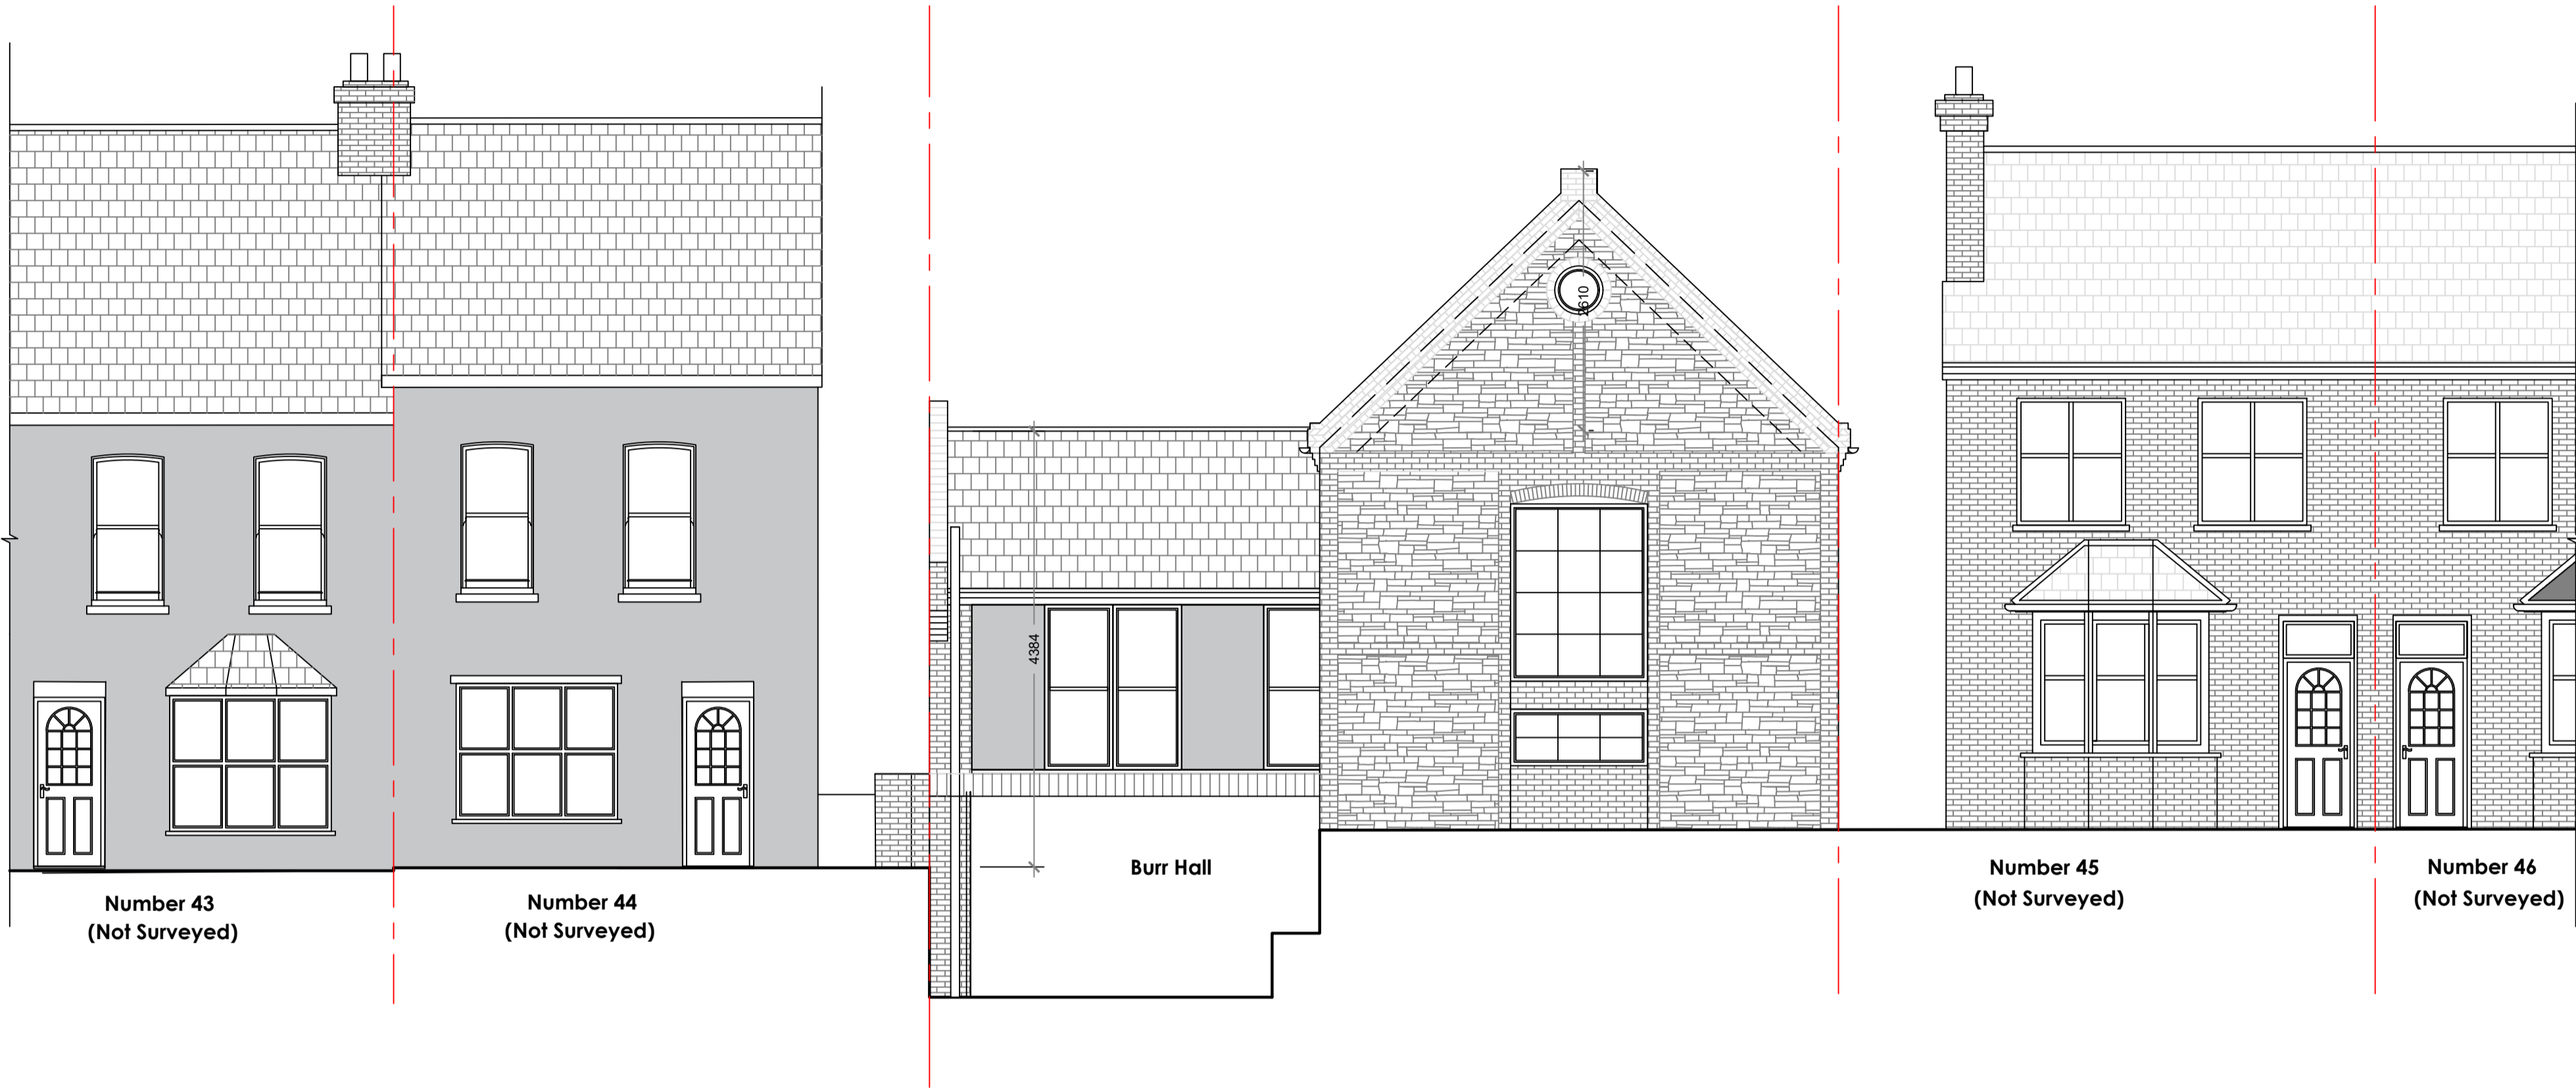 2610
4384
Burr Hall
Number 43
(Not Surveyed)
Number 44
(Not Surveyed)
Number 45
(Not Surveyed)
Number 46
(Not Surveyed)